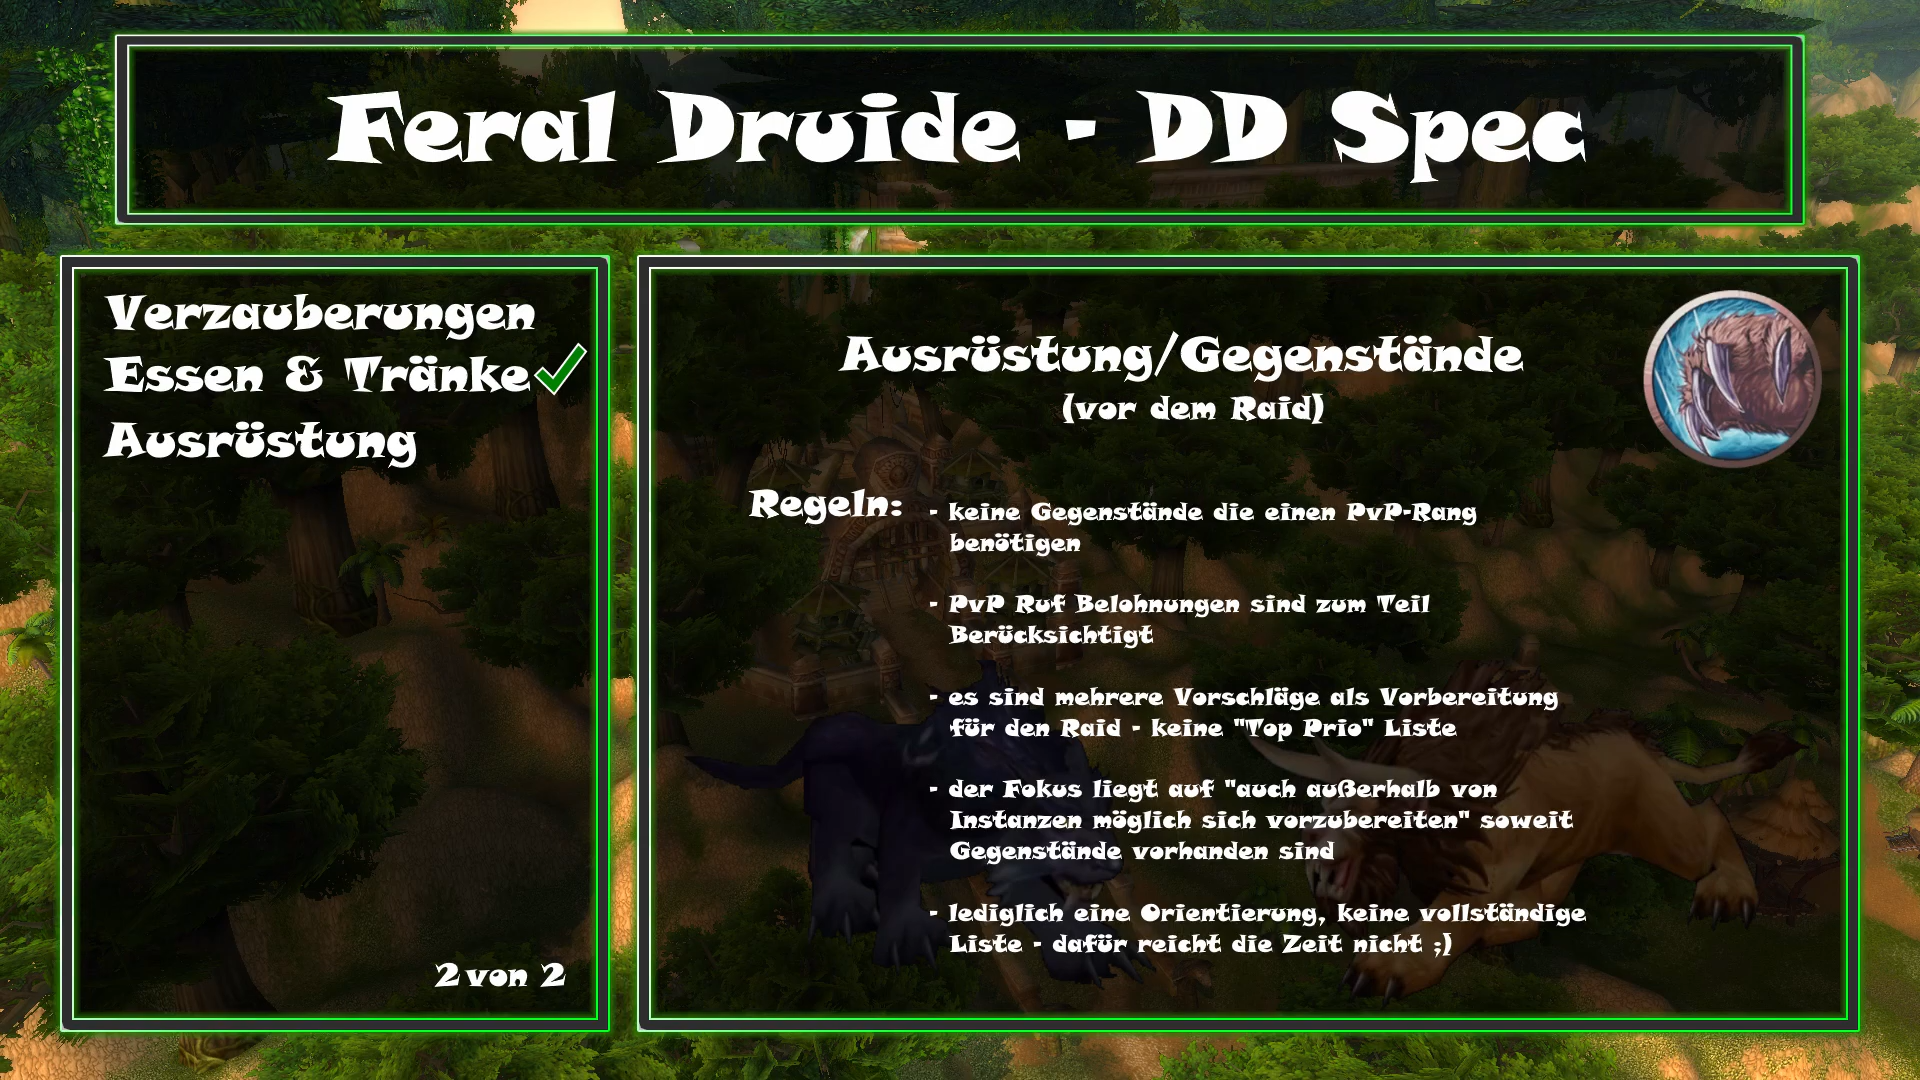 Feral Druide - DD Spec
Verzauberungen
Essen & Tränke
Ausrüstung
2 von 2
Ausrüstung/Gegenstände
(vor dem Raid)
Regeln:
- keine Gegenstände die einen PvP-Rang
benötigen
- PvP Ruf Belohnungen sind zum Teil
Berücksichtigt
- es sind mehrere Vorschläge als Vorbereitung
für den Raid - keine "Top Prio" Liste
- der Fokus liegt auf "auch außerhalb von
Instanzen möglich sich vorzubereiten" soweit
Gegenstände vorhanden sind
- lediglich eine Orientierung, keine vollständige
Liste - dafür reicht die Zeit nicht ;)